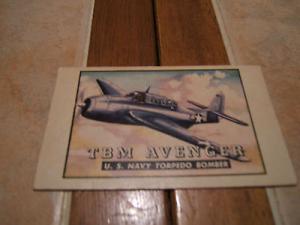 TBM AVENGER
U. S. NAVY TORPEDO BOMBER